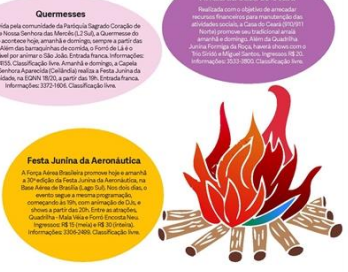 Quermesses
vida pela comunidade da Paróquia Sagrado Coração de
e Nossa Senhora das Mercês (L2 Sul), a Quermesse do
o acontece hoje, amanhã e domingo, sempre a partir das
Além das barraquinhas de comida, o Forró de Lá é o
vel por animar o São João. Entrada franca. Informações:
9155. Classificação livre. Amanhã e domingo, a Capela
Senhora Aparecida (Ceilândia) realiza a Festa Junina da
idade, na EQNN 18/20, a partir das 19h. Entrada franca.
Informações: 3372-1606. Classificação livre.
Realizada com o objetivo de arrecadar
recursos financeiros para manutenção das
atividades sociais, a Casa do Ceará (910/911
Norte) promove seu tradicional arraiá
amanhã e domingo. Além da Quadrilha
Junina Formiga da Roça, haverá shows com o
Trio Siridó e Miguel Santos. Ingressos: R$ 20.
Informações: 3533-3800. Classificação livre.
Festa Junina da Aeronáutica
A Força Aérea Brasileira promove hoje e amanhã
a 30ª edição da Festa Junina da Aeronáutica, na
Base Aérea de Brasília (Lago Sul). Nos dois dias, o
evento segue a mesma programação,
começando às 19h, com animação de DJs, e
shows a partir das 20h. Entre as atrações,
Quadrilha - Mala Véia e Forró Encosta Neu.
Ingressos: R$ 15 (meia) e R$ 30 (inteira).
Informações: 3306-2499. Classificação livre.